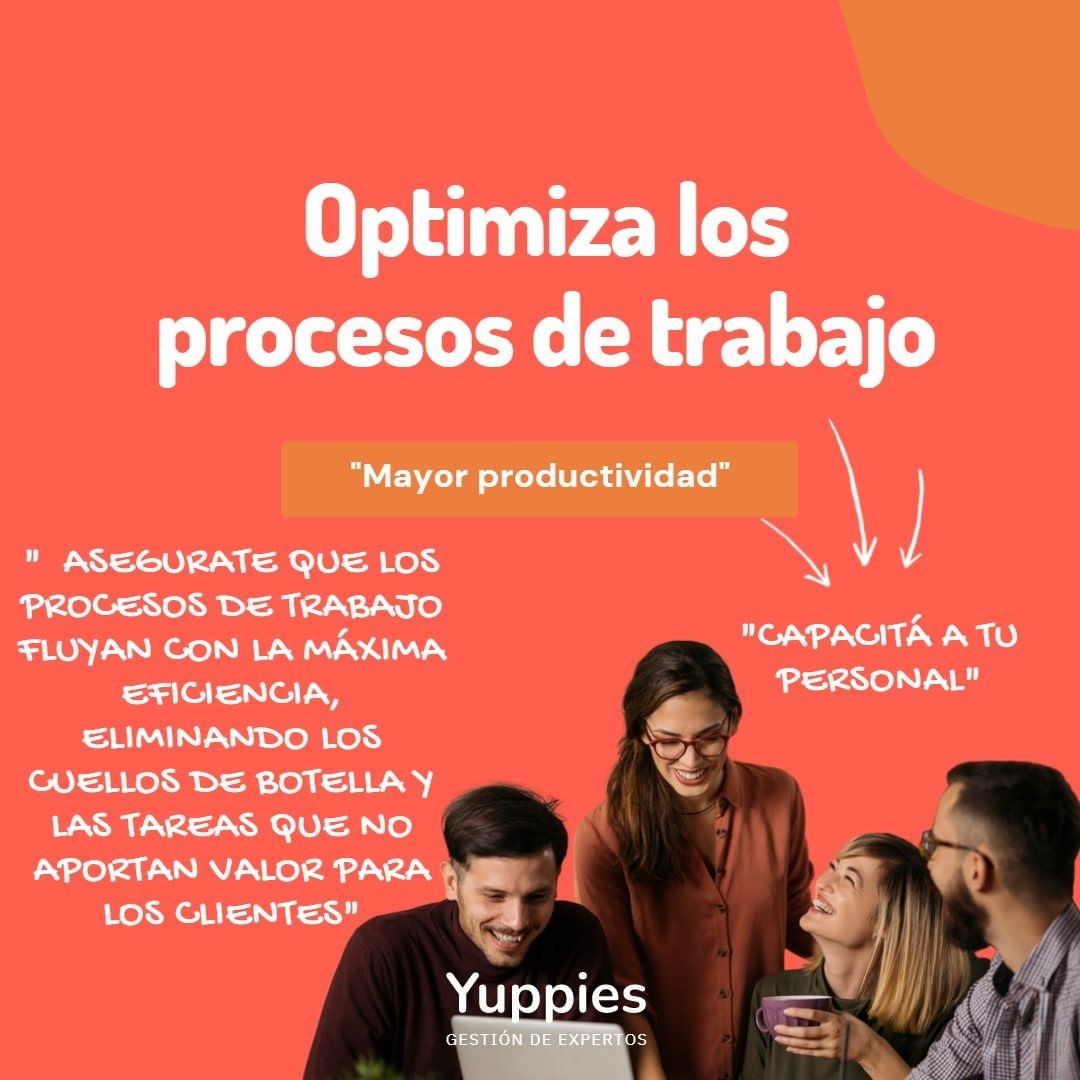 Optimiza los
procesos de trabajo
"Mayor productividad"
" ASEGURATE QUE LOS
PROCESOS DE TRABAJO
FLUYAN CON LA MÁXIMA
EFICIENCIA,
ELIMINANDO LOS
CUELLOS DE BOTELLA Y
LAS TAREAS QUE NO
APORTAN VALOR PARA
LOS CLIENTES"
"CAPACITÁ A TU
PERSONAL"
Yuppies
GESTIÓN DE EXPERTOS